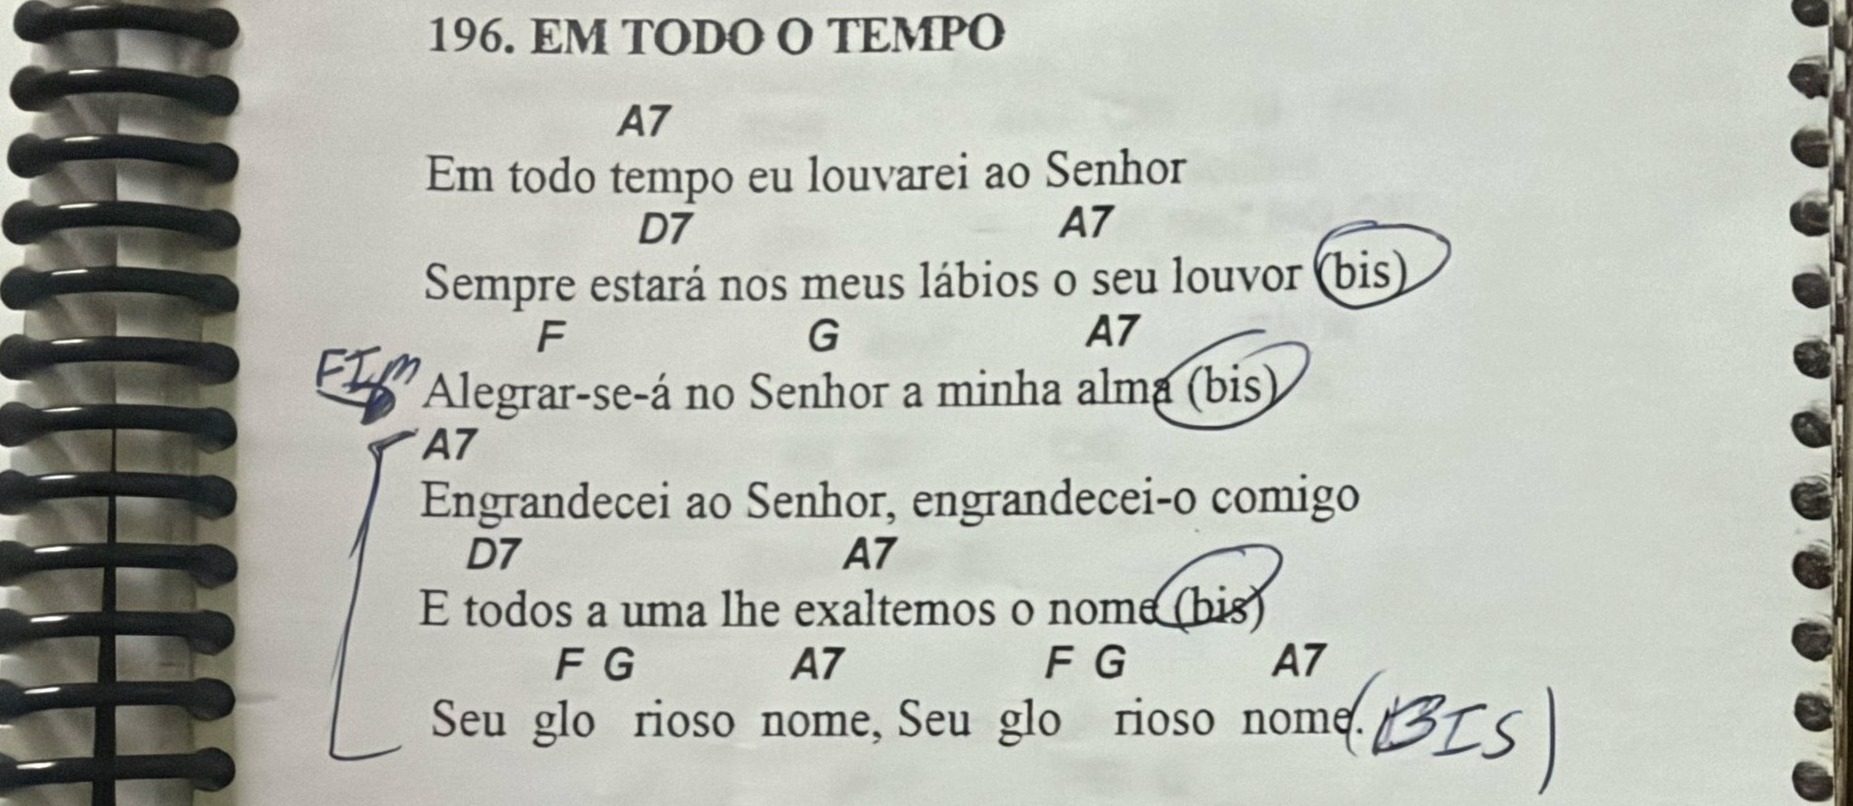 196. EM TODO O TEMPO
A7
Em todo tempo eu louvarei ao Senhor
D7 A7
Sempre estará nos meus lábios o seu louvor (bis)
F G A7
FIM Alegrar-se-á no Senhor a minha alma (bis)
A7
Engrandecei ao Senhor, engrandecei-o comigo
D7 A7
E todos a uma lhe exaltemos o nome (bis)
F G A7 F G A7
Seu glo rioso nome, Seu glo rioso nome. (BIS)